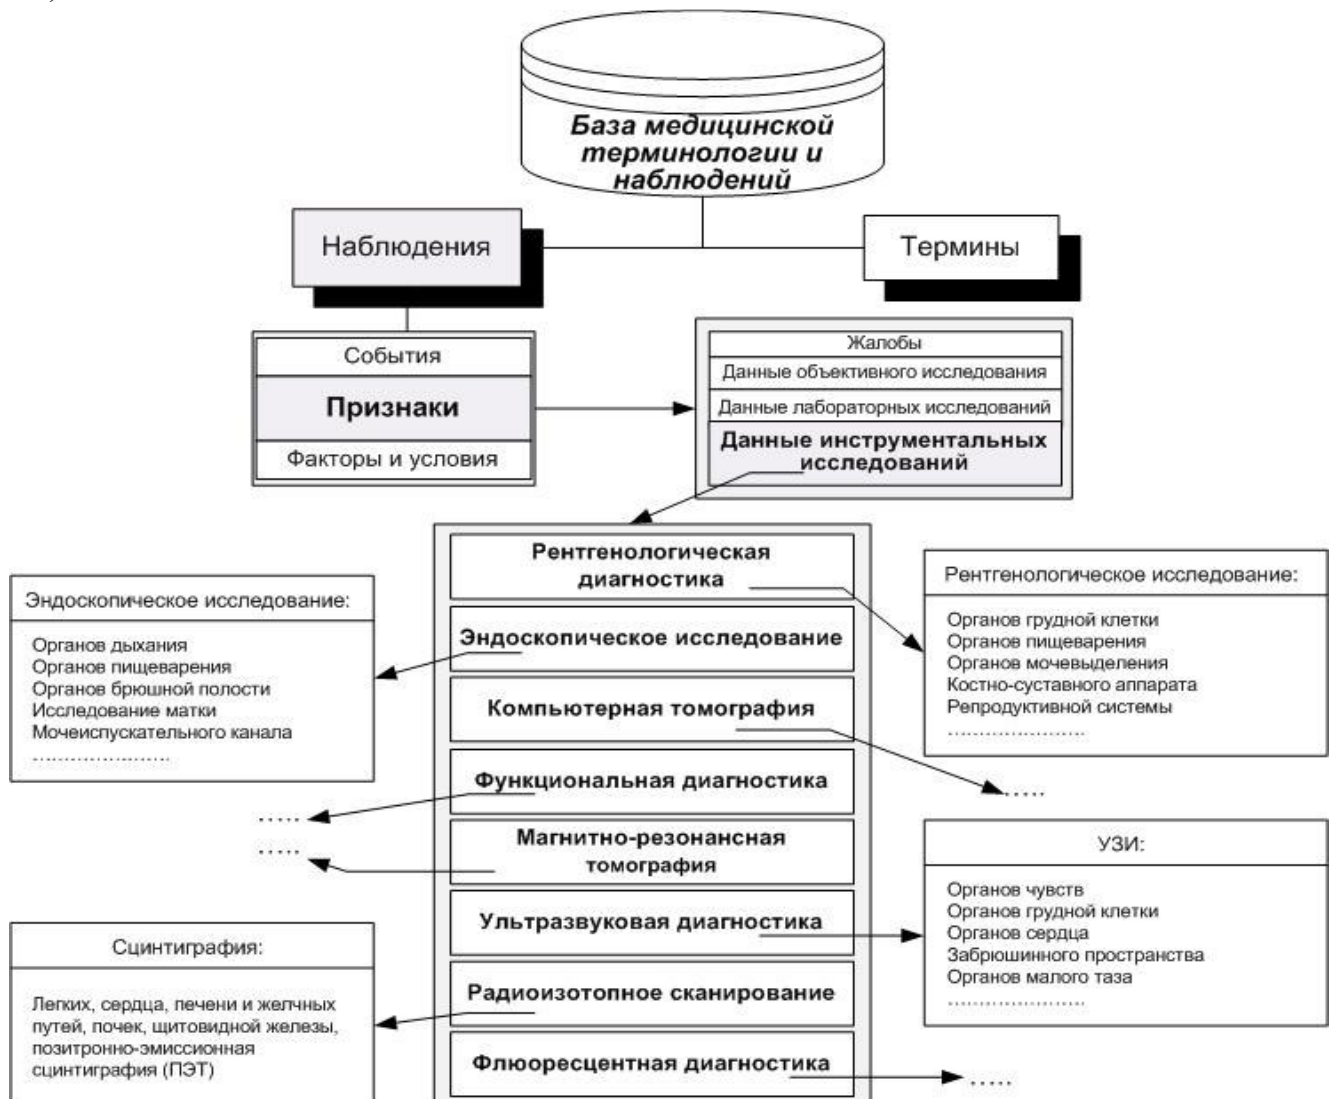 База медицинской
терминологии и
наблюдений
Наблюдения
Термины
События
Признаки
Факторы и условия
Жалобы
Данные объективного исследования
Данные лабораторных исследований
Данные инструментальных
исследований
Рентгенологическая
диагностика
Эндоскопическое исследование
Компьютерная томография
Функциональная диагностика
Магнитно-резонансная
томография
Ультразвуковая диагностика
Радиоизотопное сканирование
Флюоресцентная диагностика
Эндоскопическое исследование:
Органов дыхания
Органов пищеварения
Органов брюшной полости
Исследование матки
Мочеиспускательного канала
......................
.....
.....
Сцинтиграфия:
Легких, сердца, печени и желчных
путей, почек, щитовидной железы,
позитронно-эмиссионная
сцинтиграфия (ПЭТ)
Рентгенологическое исследование:
Органов грудной клетки
Органов пищеварения
Органов мочевыделения
Костно-суставного аппарата
Репродуктивной системы
......................
.....
УЗИ:
Органов чувств
Органов грудной клетки
Органов сердца
Забрюшинного пространства
Органов малого таза
......................
.....